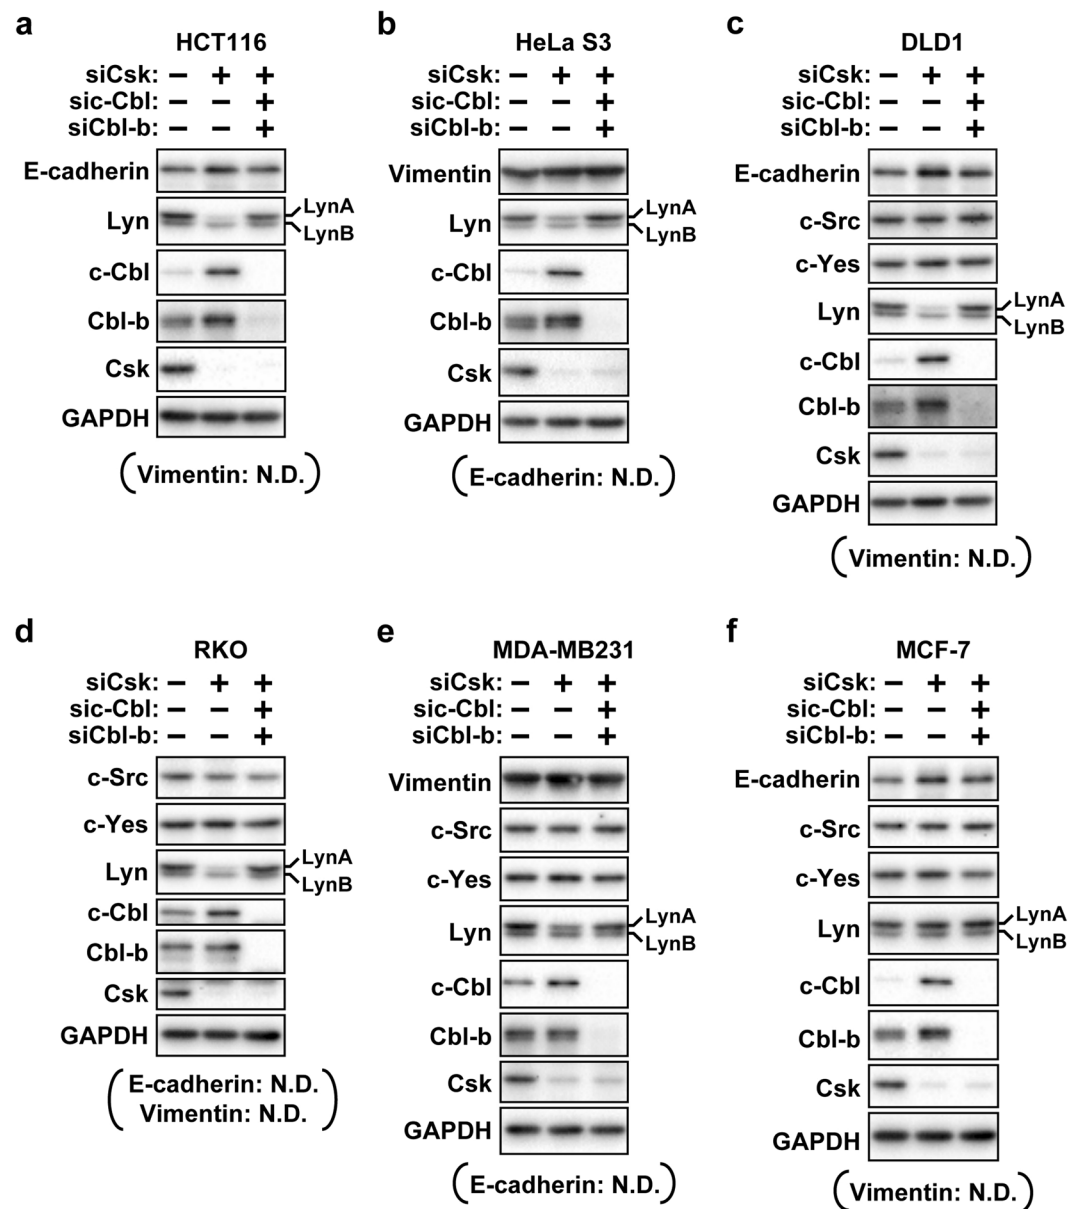 a
HCT116
siCsk: − + +
sic-Cbl: − − +
siCbl-b: − − +
E-cadherin
Lyn
LynA
LynB
c-Cbl
Cbl-b
Csk
GAPDH
(Vimentin: N.D.)
b
HeLa S3
siCsk: − + +
sic-Cbl: − − +
siCbl-b: − − +
Vimentin
Lyn
LynA
LynB
c-Cbl
Cbl-b
Csk
GAPDH
(E-cadherin: N.D.)
c
DLD1
siCsk: − + +
sic-Cbl: − − +
siCbl-b: − − +
E-cadherin
c-Src
c-Yes
Lyn
LynA
LynB
c-Cbl
Cbl-b
Csk
GAPDH
(Vimentin: N.D.)
d
RKO
siCsk: − + +
sic-Cbl: − − +
siCbl-b: − − +
c-Src
c-Yes
Lyn
LynA
LynB
c-Cbl
Cbl-b
Csk
GAPDH
(E-cadherin: N.D.
Vimentin: N.D.)
e
MDA-MB231
siCsk: − + +
sic-Cbl: − − +
siCbl-b: − − +
Vimentin
c-Src
c-Yes
Lyn
LynA
LynB
c-Cbl
Cbl-b
Csk
GAPDH
(E-cadherin: N.D.)
f
MCF-7
siCsk: − + +
sic-Cbl: − − +
siCbl-b: − − +
E-cadherin
c-Src
c-Yes
Lyn
LynA
LynB
c-Cbl
Cbl-b
Csk
GAPDH
(Vimentin: N.D.)